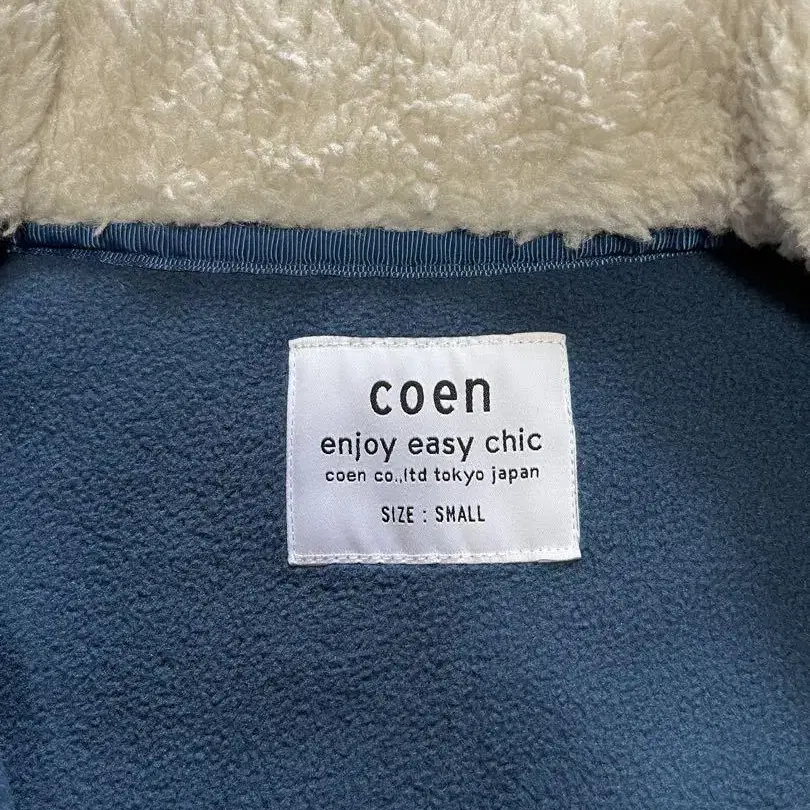 coen
enjoy easy chic
coen co.,ltd tokyo japan
SIZE : SMALL